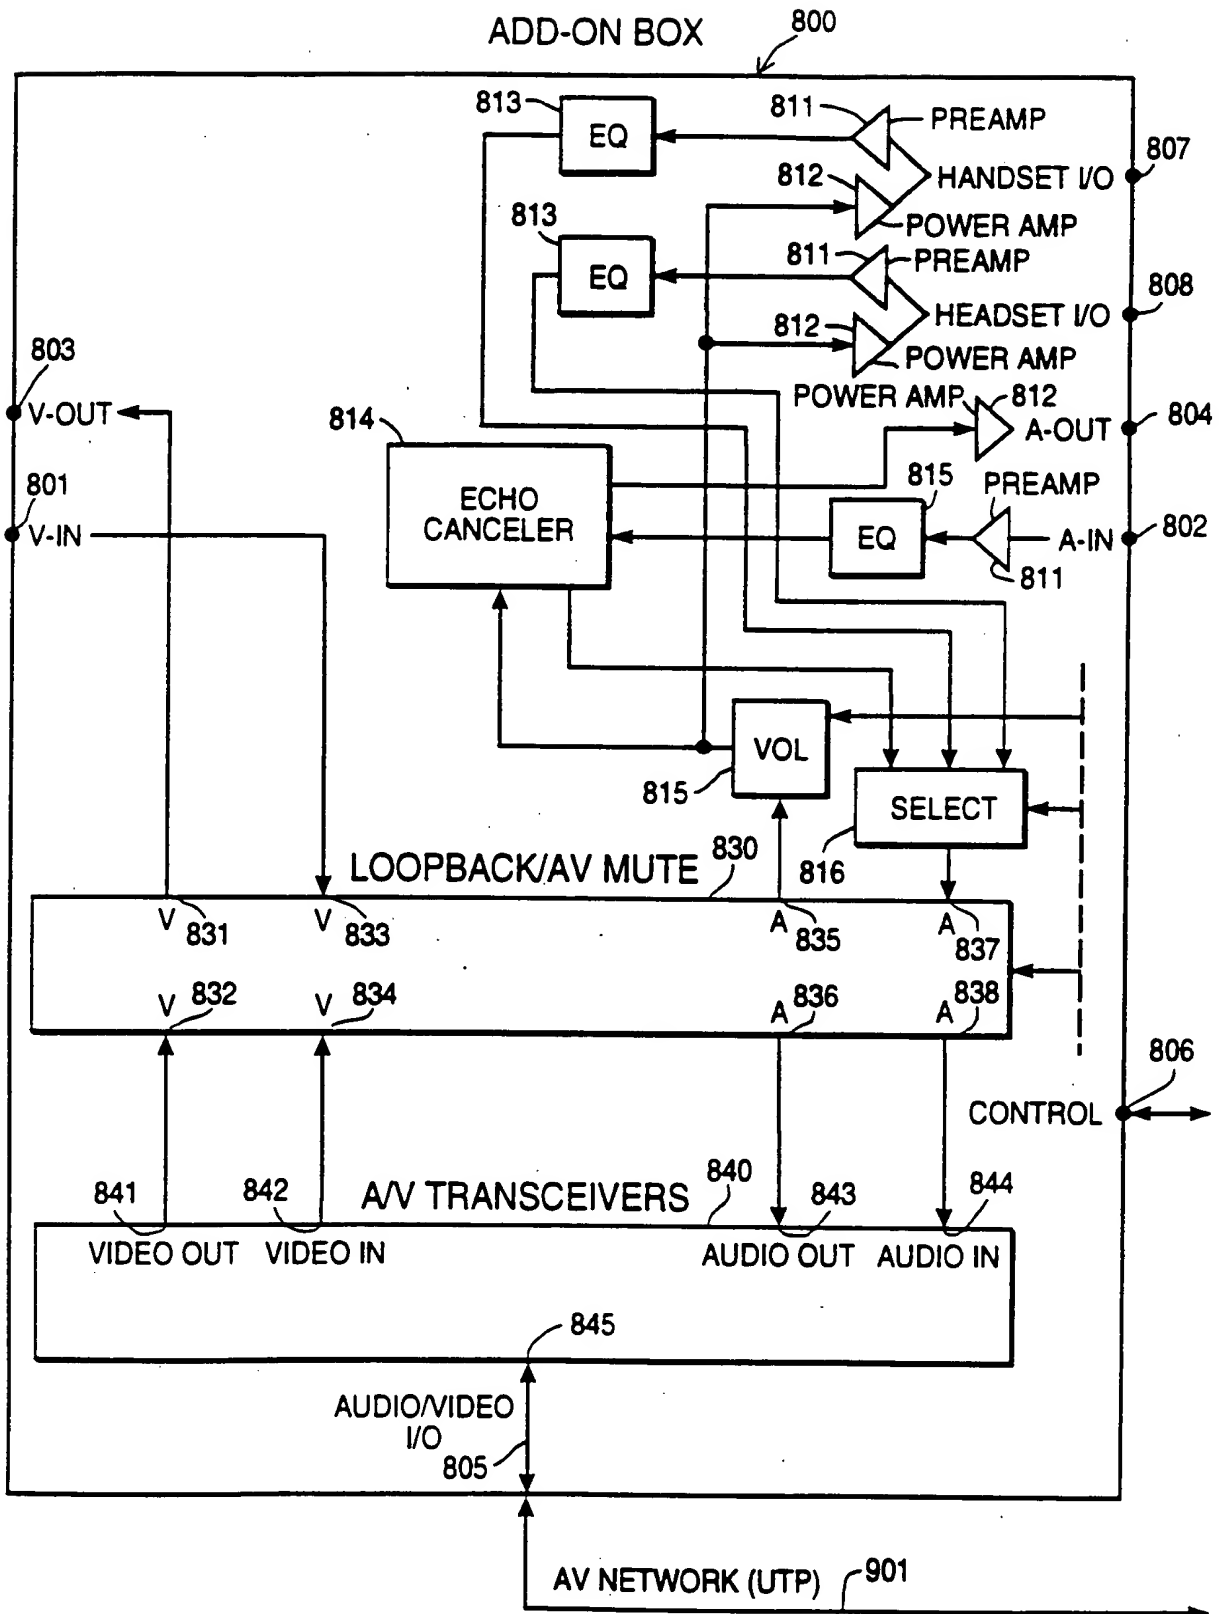 ADD-ON BOX
800
813
EQ
811
PREAMP
HANDSET I/O
807
812
POWER AMP
813
EQ
811
PREAMP
HEADSET I/O
808
812
POWER AMP
POWER AMP
812
A-OUT
804
803
V-OUT
814
ECHO
CANCELER
801
V-IN
815
EQ
PREAMP
A-IN
802
811
VOL
815
SELECT
816
LOOPBACK/AV MUTE
830
V
831
V
833
A
835
A
837
V
832
V
834
A
836
A
838
806
CONTROL
A/V TRANSCEIVERS
840
841
842
843
844
VIDEO OUT
VIDEO IN
AUDIO OUT
AUDIO IN
845
AUDIO/VIDEO
I/O
805
AV NETWORK (UTP)
901